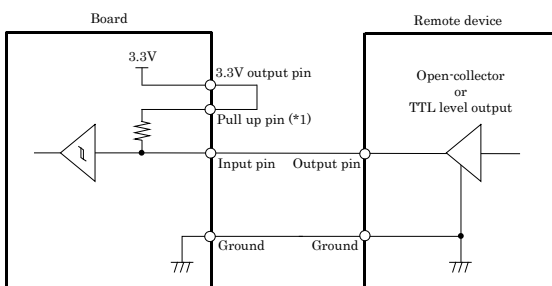 Board
Remote device
3.3V
3.3V output pin
Pull up pin (*1)
Input pin
Output pin
Open-collector
or
TTL level output
Ground
Ground